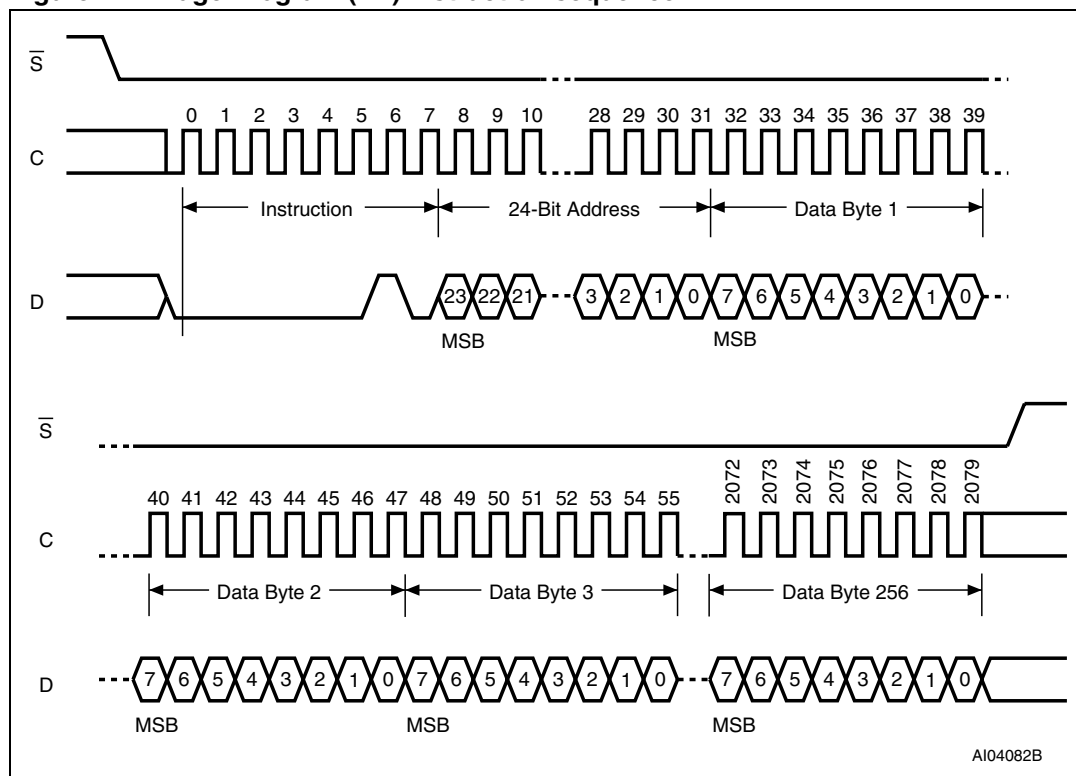 S
0 1 2 3 4 5 6 7 8 9 10 28 29 30 31 32 33 34 35 36 37 38 39
C
Instruction 24-Bit Address Data Byte 1
D 23 22 21 3 2 1 0 7 6 5 4 3 2 1 0
MSB MSB
S
40 41 42 43 44 45 46 47 48 49 50 51 52 53 54 55 2072 2073 2074 2075 2076 2077 2078 2079
C
Data Byte 2 Data Byte 3 Data Byte 256
D 7 6 5 4 3 2 1 0 7 6 5 4 3 2 1 0 7 6 5 4 3 2 1 0
MSB MSB MSB
AI04082B